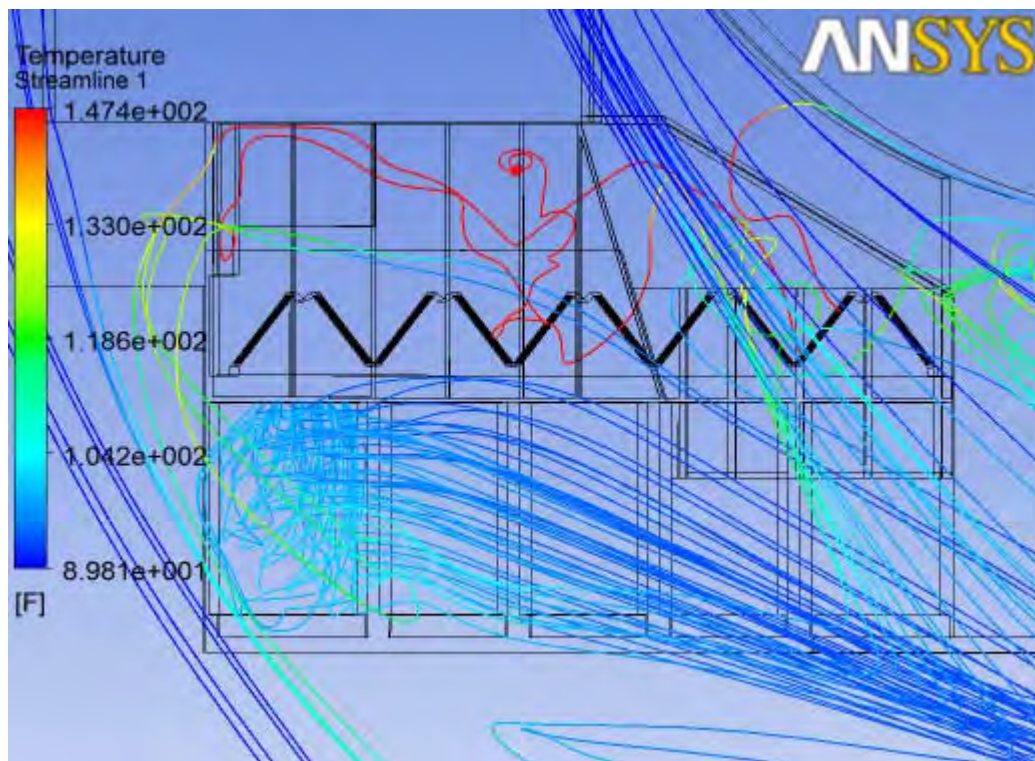 ANSYS
Temperature
Streamline 1
1.474e+002
1.330e+002
1.186e+002
1.042e+002
8.981e+001
[F]